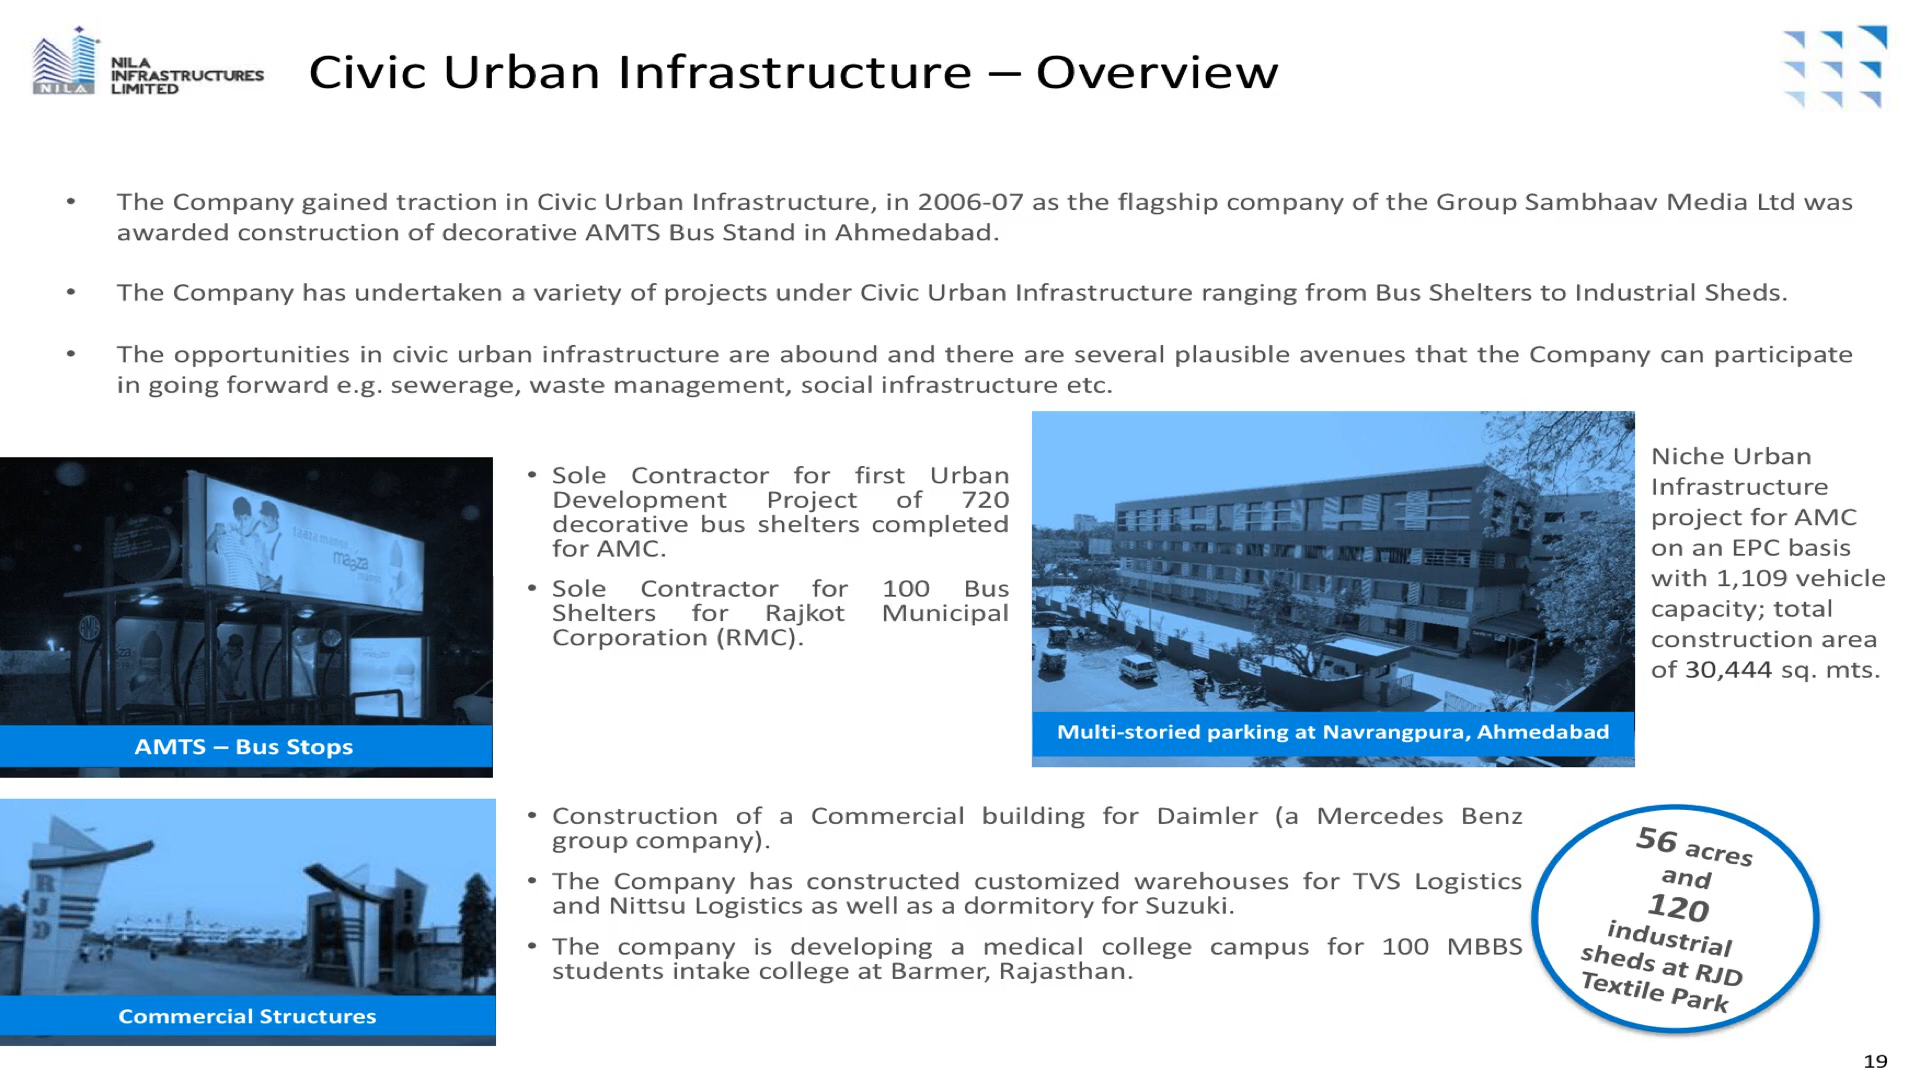 NILA
INFRASTRUCTURES
LIMITED
NILA
Civic Urban Infrastructure – Overview
• The Company gained traction in Civic Urban Infrastructure, in 2006-07 as the flagship company of the Group Sambhaav Media Ltd was
awarded construction of decorative AMTS Bus Stand in Ahmedabad.
• The Company has undertaken a variety of projects under Civic Urban Infrastructure ranging from Bus Shelters to Industrial Sheds.
• The opportunities in civic urban infrastructure are abound and there are several plausible avenues that the Company can participate
in going forward e.g. sewerage, waste management, social infrastructure etc.
maaza
AMTS
AMTS – Bus Stops
• Sole Contractor for first Urban
Development Project of 720
decorative bus shelters completed
for AMC.
• Sole Contractor for 100 Bus
Shelters for Rajkot Municipal
Corporation (RMC).
Multi-storied parking at Navrangpura, Ahmedabad
Niche Urban
Infrastructure
project for AMC
on an EPC basis
with 1,109 vehicle
capacity; total
construction area
of 30,444 sq. mts.
RJD
Commercial Structures
• Construction of a Commercial building for Daimler (a Mercedes Benz
group company).
• The Company has constructed customized warehouses for TVS Logistics
and Nittsu Logistics as well as a dormitory for Suzuki.
• The company is developing a medical college campus for 100 MBBS
students intake college at Barmer, Rajasthan.
56 acres
and
120
industrial
sheds at RJD
Textile Park
19